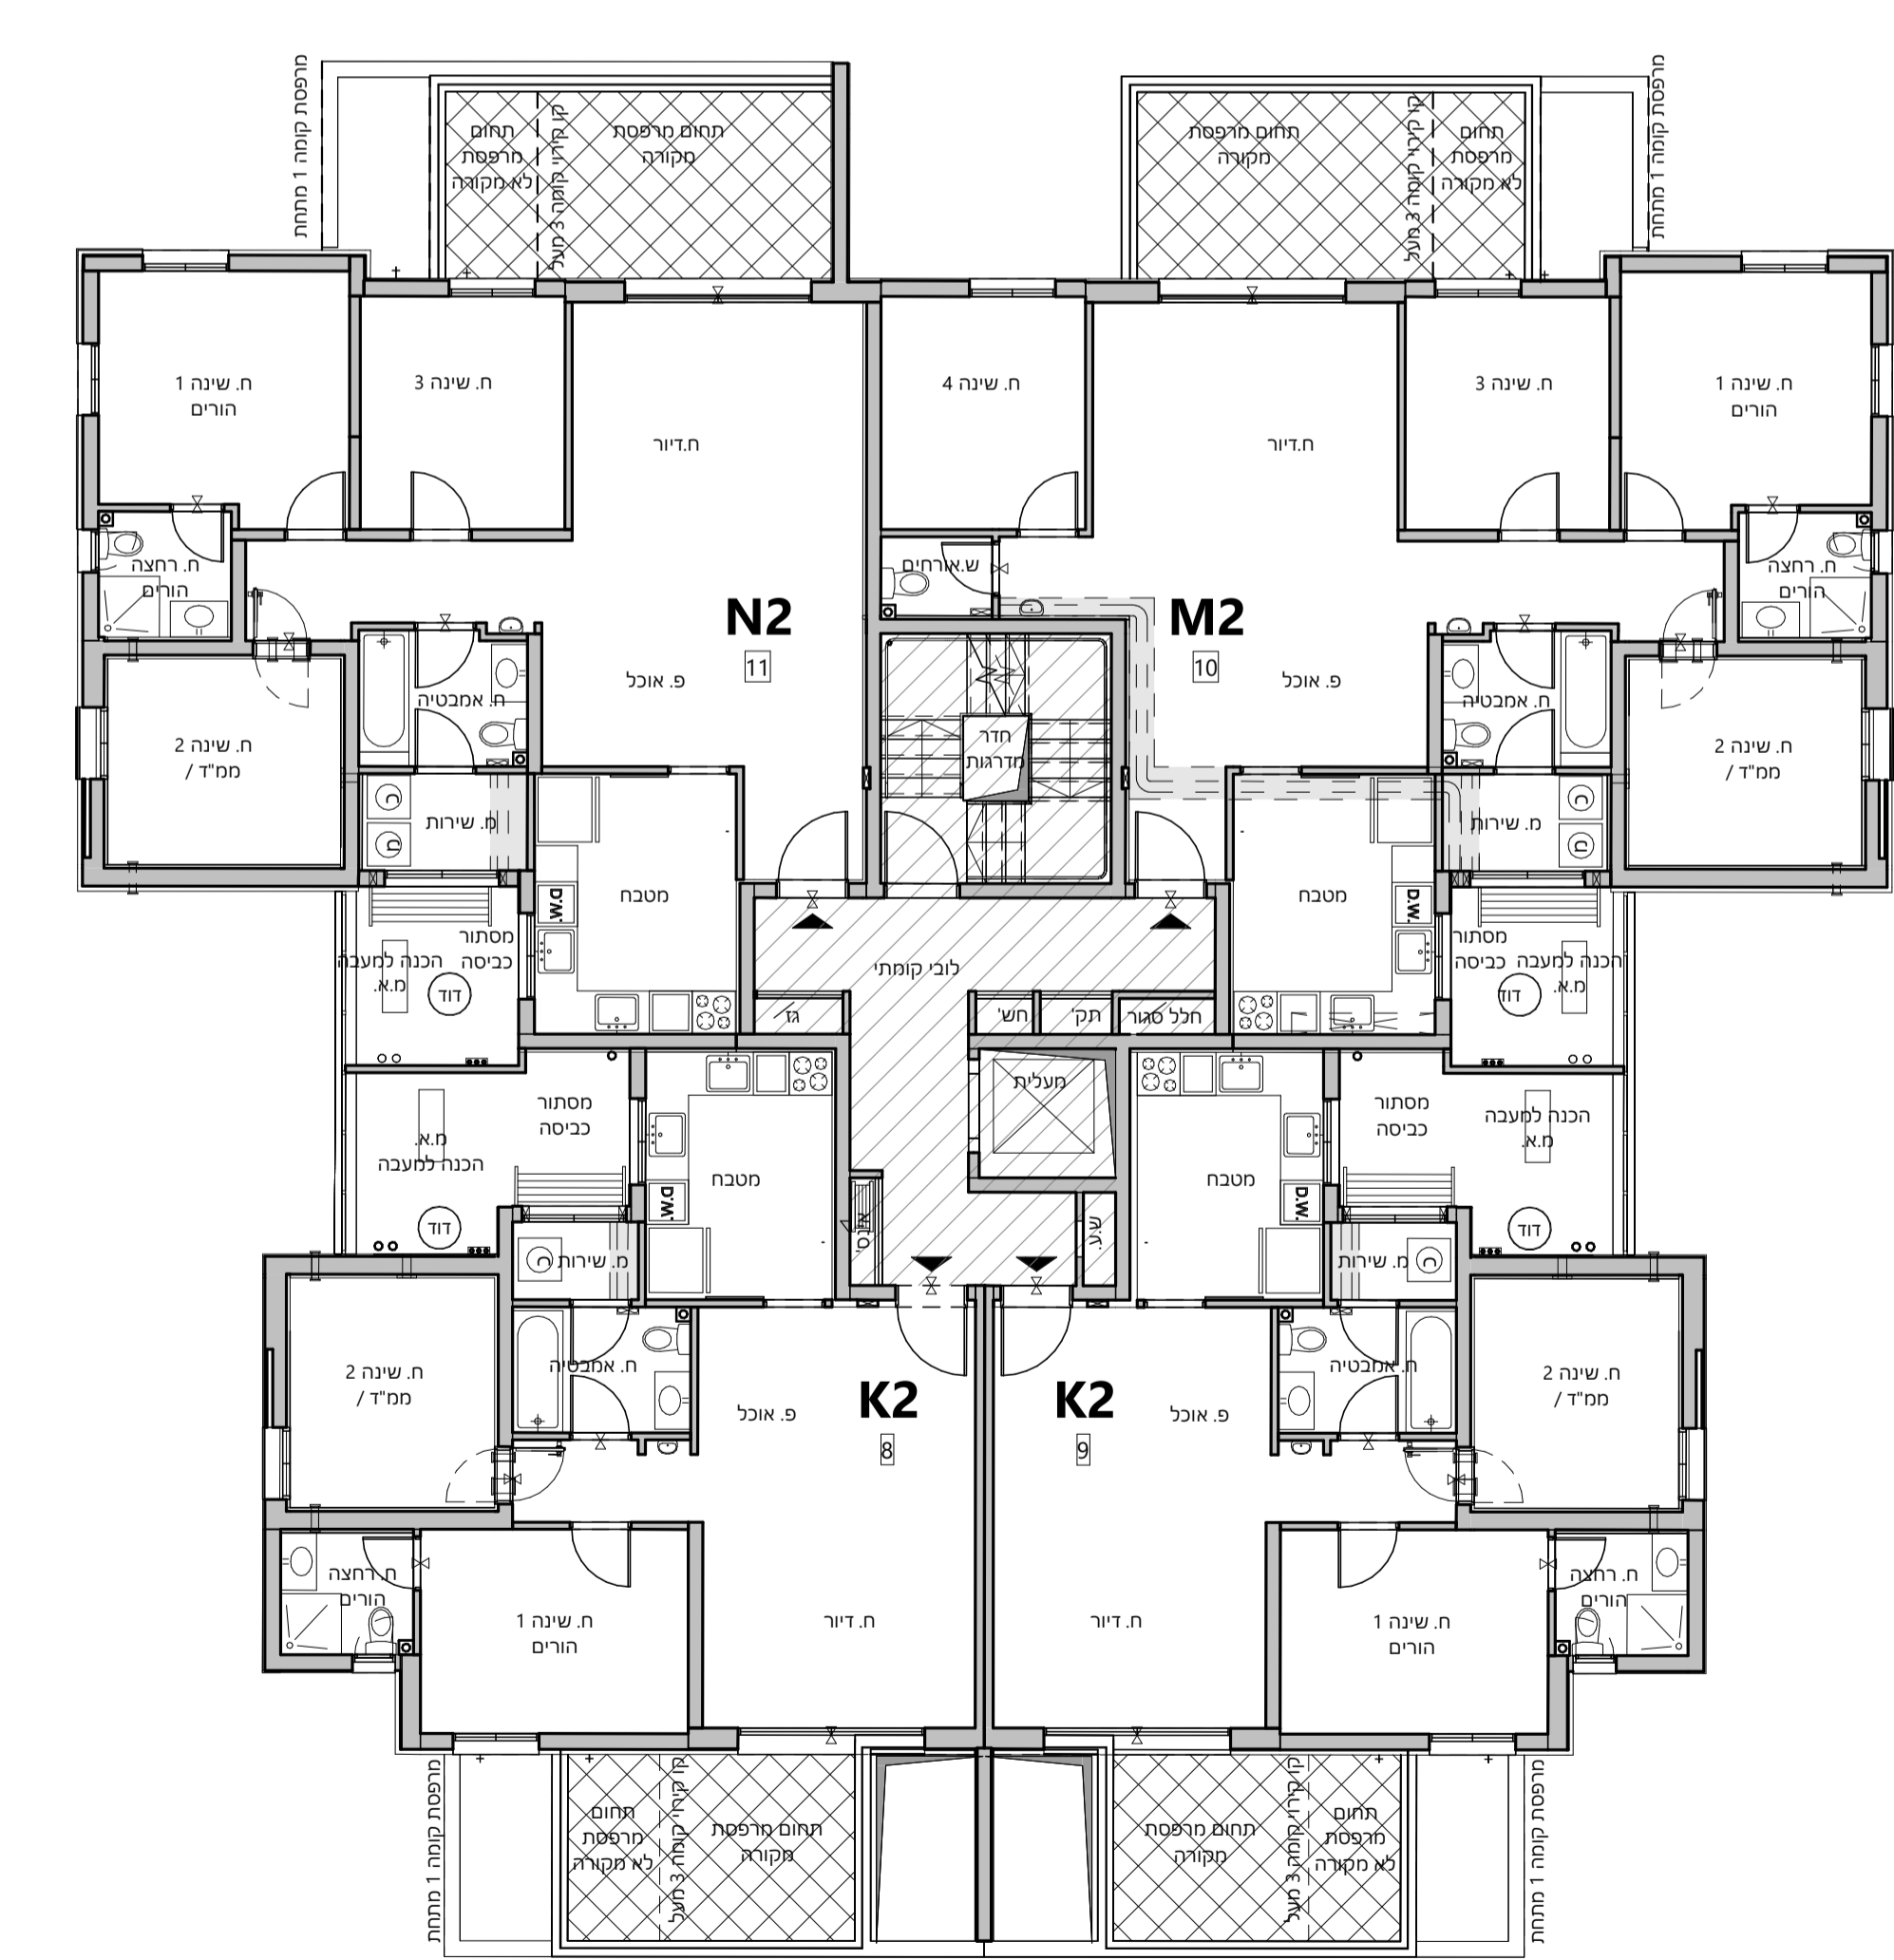 מרפסת קומה 1 מתחת
תחום
מרפסת
לא מקורה
קו קירוי קומה 3 מעל
תחום מרפסת
מקורה
תחום מרפסת
מקורה
קו קירוי קומה 3 מעל
תחום
מרפסת
לא מקורה
מרפסת קומה 1 מתחת
ח. שינה 1
הורים
ח. שינה 3
ח.דיור
ח. שינה 4
ח.דיור
ח. שינה 3
ח. שינה 1
הורים
ח. רחצה
הורים
ש.אורחים
ח. רחצה
הורים
N2
11
M2
10
פ. אוכל
פ. אוכל
ח. אמבטיה
ח. אמבטיה
ח. שינה 2
ממ"ד /
חדר
מדרגות
ח. שינה 2
ממ"ד /
כ
מ
מ. שירות
מ. שירות
כ
מ
D.W.
מטבח
מטבח
D.W.
מסתור
כביסה
הכנה למעבה
מ.א.
דוד
לובי קומתי
מסתור
כביסה
הכנה למעבה
מ.א.
דוד
גז
חש'
תק'
חלל סגור
מעלית
מסתור
כביסה
מ.א.
הכנה למעבה
דוד
מטבח
D.W.
מטבח
D.W.
מסתור
כביסה
הכנה למעבה
מ.א.
דוד
ש.ע.
כ
מ. שירות
מ. שירות
כ
ח. שינה 2
ממ"ד /
ח. אמבטיה
פ. אוכל
K2
8
K2
9
פ. אוכל
ח. אמבטיה
ח. שינה 2
ממ"ד /
ח. רחצה
הורים
ח. שינה 1
הורים
ח. דיור
ח. דיור
ח. שינה 1
הורים
ח. רחצה
הורים
מרפסת קומה 1 מתחת
תחום
מרפסת
לא מקורה
קו קירוי קומה 3 מעל
תחום מרפסת
מקורה
תחום מרפסת
מקורה
קו קירוי קומה 3 מעל
תחום
מרפסת
לא מקורה
מרפסת קומה 1 מתחת